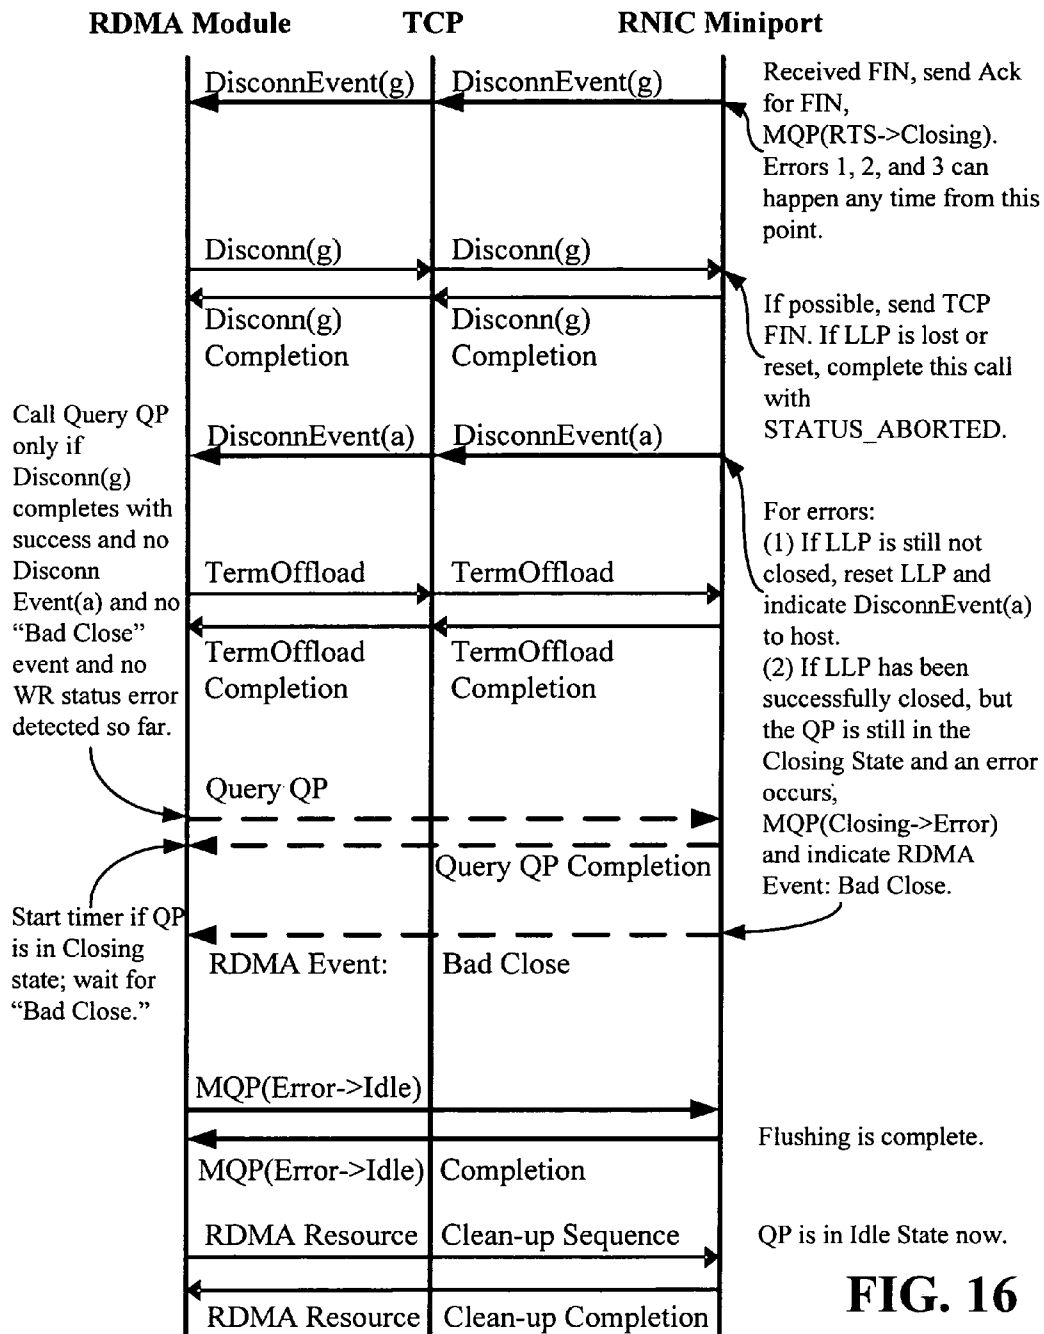 RDMA Module TCP RNIC Miniport
DisconnEvent(g) DisconnEvent(g)
Received FIN, send Ack
for FIN,
MQP(RTS->Closing).
Errors 1, 2, and 3 can
happen any time from this
point.
Disconn(g) Disconn(g)
Disconn(g) Disconn(g)
Completion Completion
If possible, send TCP
FIN. If LLP is lost or
reset, complete this call
with
STATUS_ABORTED.
DisconnEvent(a) DisconnEvent(a)
Call Query QP
only if
Disconn(g)
completes with
success and no
Disconn
Event(a) and no
“Bad Close”
event and no
WR status error
detected so far.
For errors:
(1) If LLP is still not
closed, reset LLP and
indicate DisconnEvent(a)
to host.
(2) If LLP has been
successfully closed, but
the QP is still in the
Closing State and an error
occurs,
MQP(Closing->Error)
and indicate RDMA
Event: Bad Close.
TermOffload TermOffload
TermOffload TermOffload
Completion Completion
Query QP
Query QP Completion
Start timer if QP
is in Closing
state; wait for
“Bad Close.”
RDMA Event: Bad Close
MQP(Error->Idle)
Flushing is complete.
MQP(Error->Idle) Completion
RDMA Resource Clean-up Sequence
QP is in Idle State now.
RDMA Resource Clean-up Completion
FIG. 16